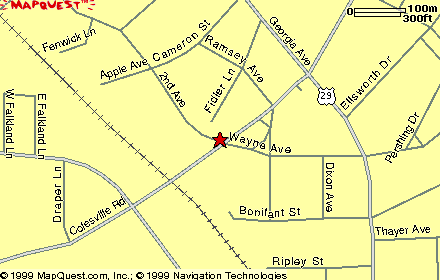 MAPQUEST™
100m
300ft
Fenwick Ln
Apple Ave
Cameron St
Ramsey Ave
Georgia Ave
2nd Ave
Fidler Ln
Ellsworth Dr
29
W Falkland Ln
E Falkland Ln
Wayne Ave
Pershing Dr
Draper Ln
Colesville Rd
Dixon Ave
Bonifant St
Thayer Ave
Ripley St
© 1999 MapQuest.com, Inc.; © 1999 Navigation Technologies